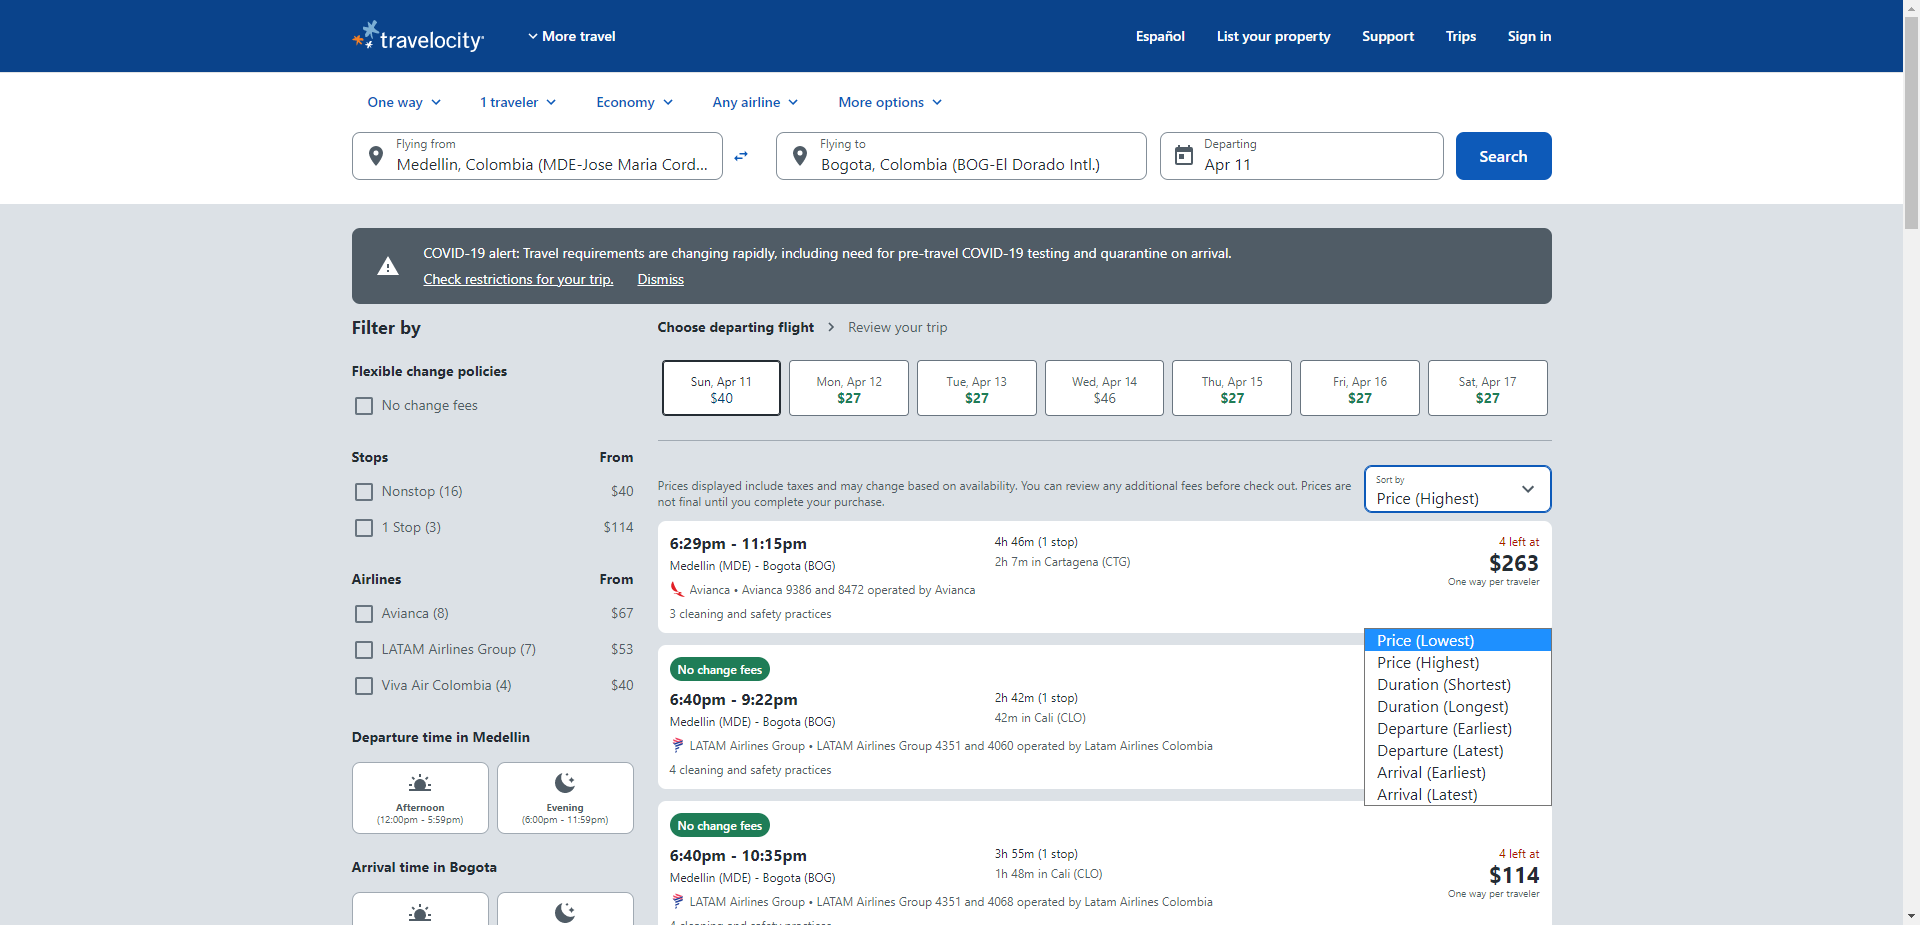 travelocity
More travel
Español
List your property
Support
Trips
Sign in
One way
1 traveler
Economy
Any airline
More options
Flying from
Medellin, Colombia (MDE-Jose Maria Cord...
Flying to
Bogota, Colombia (BOG-El Dorado Intl.)
Departing
Apr 11
Search
COVID-19 alert: Travel requirements are changing rapidly, including need for pre-travel COVID-19 testing and quarantine on arrival.
Check restrictions for your trip.
Dismiss
Filter by
Flexible change policies
No change fees
Stops From
Nonstop (16) $40
1 Stop (3) $114
Airlines From
Avianca (8) $67
LATAM Airlines Group (7) $53
Viva Air Colombia (4) $40
Departure time in Medellin
Afternoon
(12:00pm - 5:59pm)
Evening
(6:00pm - 11:59pm)
Arrival time in Bogota
Choose departing flight
Review your trip
Sun, Apr 11
$40
Mon, Apr 12
$27
Tue, Apr 13
$27
Wed, Apr 14
$46
Thu, Apr 15
$27
Fri, Apr 16
$27
Sat, Apr 17
$27
Prices displayed include taxes and may change based on availability. You can review any additional fees before check out. Prices are
not final until you complete your purchase.
Sort by
Price (Highest)
6:29pm - 11:15pm
Medellin (MDE) - Bogota (BOG)
Avianca • Avianca 9386 and 8472 operated by Avianca
3 cleaning and safety practices
4h 46m (1 stop)
2h 7m in Cartagena (CTG)
4 left at
$263
One way per traveler
Price (Lowest)
Price (Highest)
Duration (Shortest)
Duration (Longest)
Departure (Earliest)
Departure (Latest)
Arrival (Earliest)
Arrival (Latest)
No change fees
6:40pm - 9:22pm
Medellin (MDE) - Bogota (BOG)
LATAM Airlines Group • LATAM Airlines Group 4351 and 4060 operated by Latam Airlines Colombia
4 cleaning and safety practices
2h 42m (1 stop)
42m in Cali (CLO)
No change fees
6:40pm - 10:35pm
Medellin (MDE) - Bogota (BOG)
LATAM Airlines Group • LATAM Airlines Group 4351 and 4068 operated by Latam Airlines Colombia
4 cleaning and safety practices
3h 55m (1 stop)
1h 48m in Cali (CLO)
4 left at
$114
One way per traveler